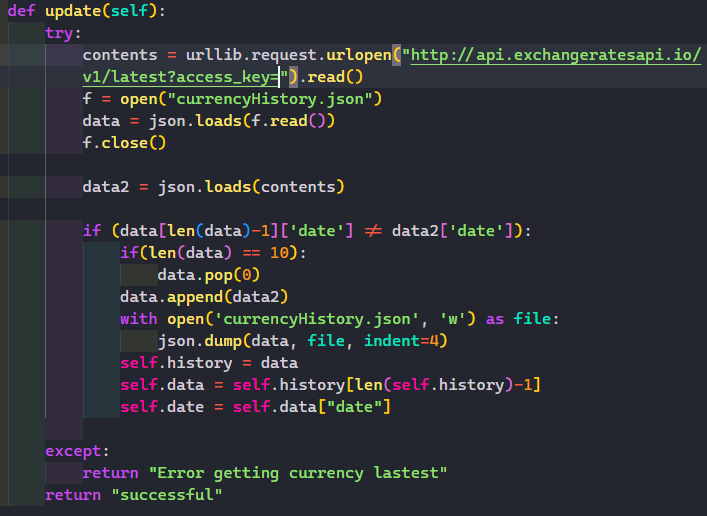 def update(self):
    try:
        contents = urllib.request.urlopen("http://api.exchangeratesapi.io/
        v1/latest?access_key=").read()
        f = open("currencyHistory.json")
        data = json.loads(f.read())
        f.close()

        data2 = json.loads(contents)

        if (data[len(data)-1]['date'] ≠ data2['date']):
            if(len(data) == 10):
                data.pop(0)
            data.append(data2)
            with open('currencyHistory.json', 'w') as file:
                json.dump(data, file, indent=4)
            self.history = data
            self.data = self.history[len(self.history)-1]
            self.date = self.data["date"]

    except:
        return "Error getting currency lastest"
    return "successful"